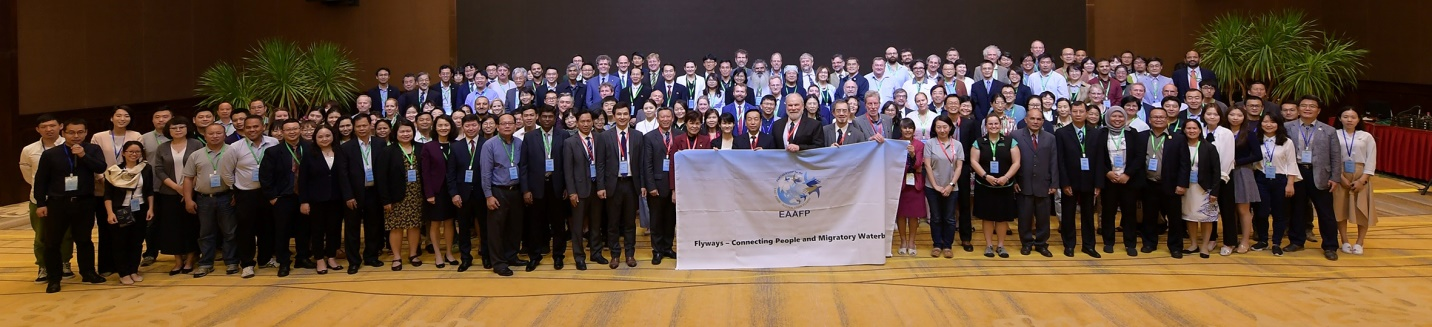 EAAFP
Flyways – Connecting People and Migratory Waterb